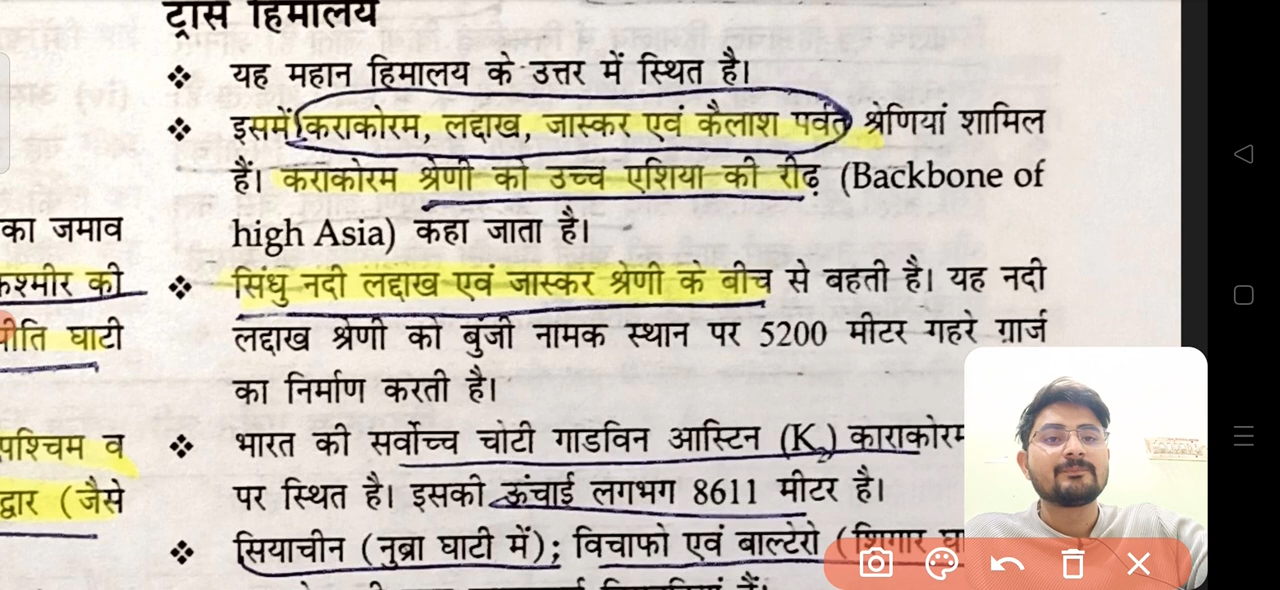 ट्रांस हिमालय
❖ यह महान हिमालय के उत्तर में स्थित है।
❖ इसमें कराकोरम, लद्दाख, जास्कर एवं कैलाश पर्वत श्रेणियां शामिल
हैं। कराकोरम श्रेणी को उच्च एशिया की रीढ़ (Backbone of
high Asia) कहा जाता है।
का जमाव
❖ सिंधु नदी लद्दाख एवं जास्कर श्रेणी के बीच से बहती है। यह नदी
कश्मीर की
लद्दाख श्रेणी को बुंजी नामक स्थान पर 5200 मीटर गहरे ग़ार्ज
घाटी
का निर्माण करती है।
❖ भारत की सर्वोच्च चोटी गाडविन आस्टिन (K₂) काराकोरम
पश्चिम व
पर स्थित है। इसकी ऊंचाई लगभग 8611 मीटर है।
द्वार (जैसे
❖ सियाचीन (नुब्रा घाटी में); विचाफो एवं बाल्टेरो (शिगार